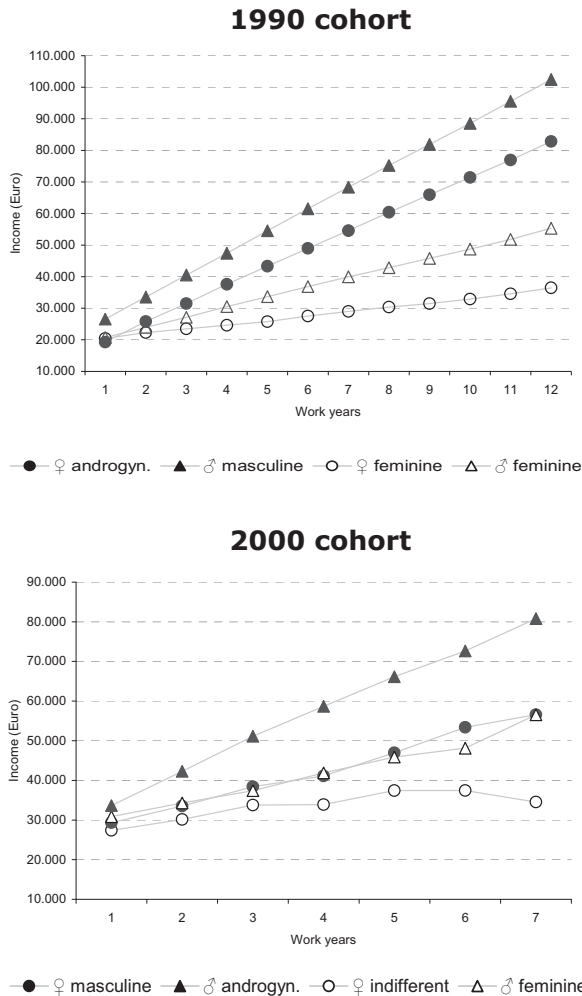 1990 cohort
110.000
100.000
90.000
80.000
70.000
60.000
50.000
40.000
30.000
20.000
10.000
Income (Euro)
1 2 3 4 5 6 7 8 9 10 11 12
Work years
♀ androgyn. ♂ masculine ♀ feminine ♂ feminine
2000 cohort
90.000
80.000
70.000
60.000
50.000
40.000
30.000
20.000
10.000
Income (Euro)
1 2 3 4 5 6 7
Work years
♀ masculine ♂ androgyn. ♀ indifferent ♂ feminine